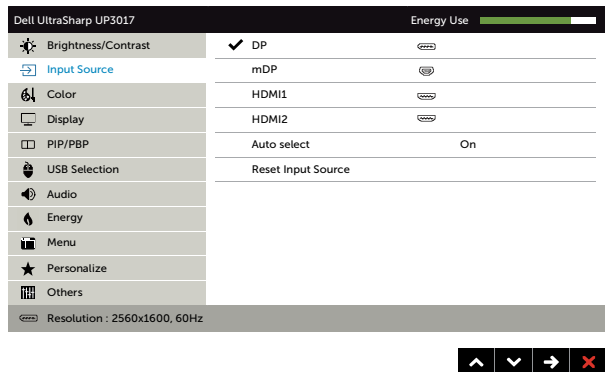 Dell UltraSharp UP3017 Energy Use
Brightness/Contrast DP
Input Source mDP
Color HDMI1
Display HDMI2
PIP/PBP Auto select On
USB Selection Reset Input Source
Audio
Energy
Menu
Personalize
Others
Resolution : 2560x1600, 60Hz